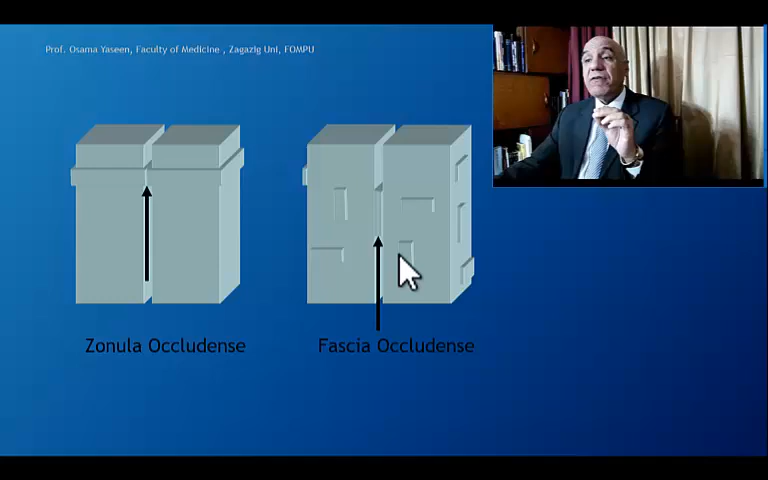 Prof. Osama Yaseen, Faculty of Medicine , Zagazig Uni, FOMPU
Zonula Occludense
Fascia Occludense